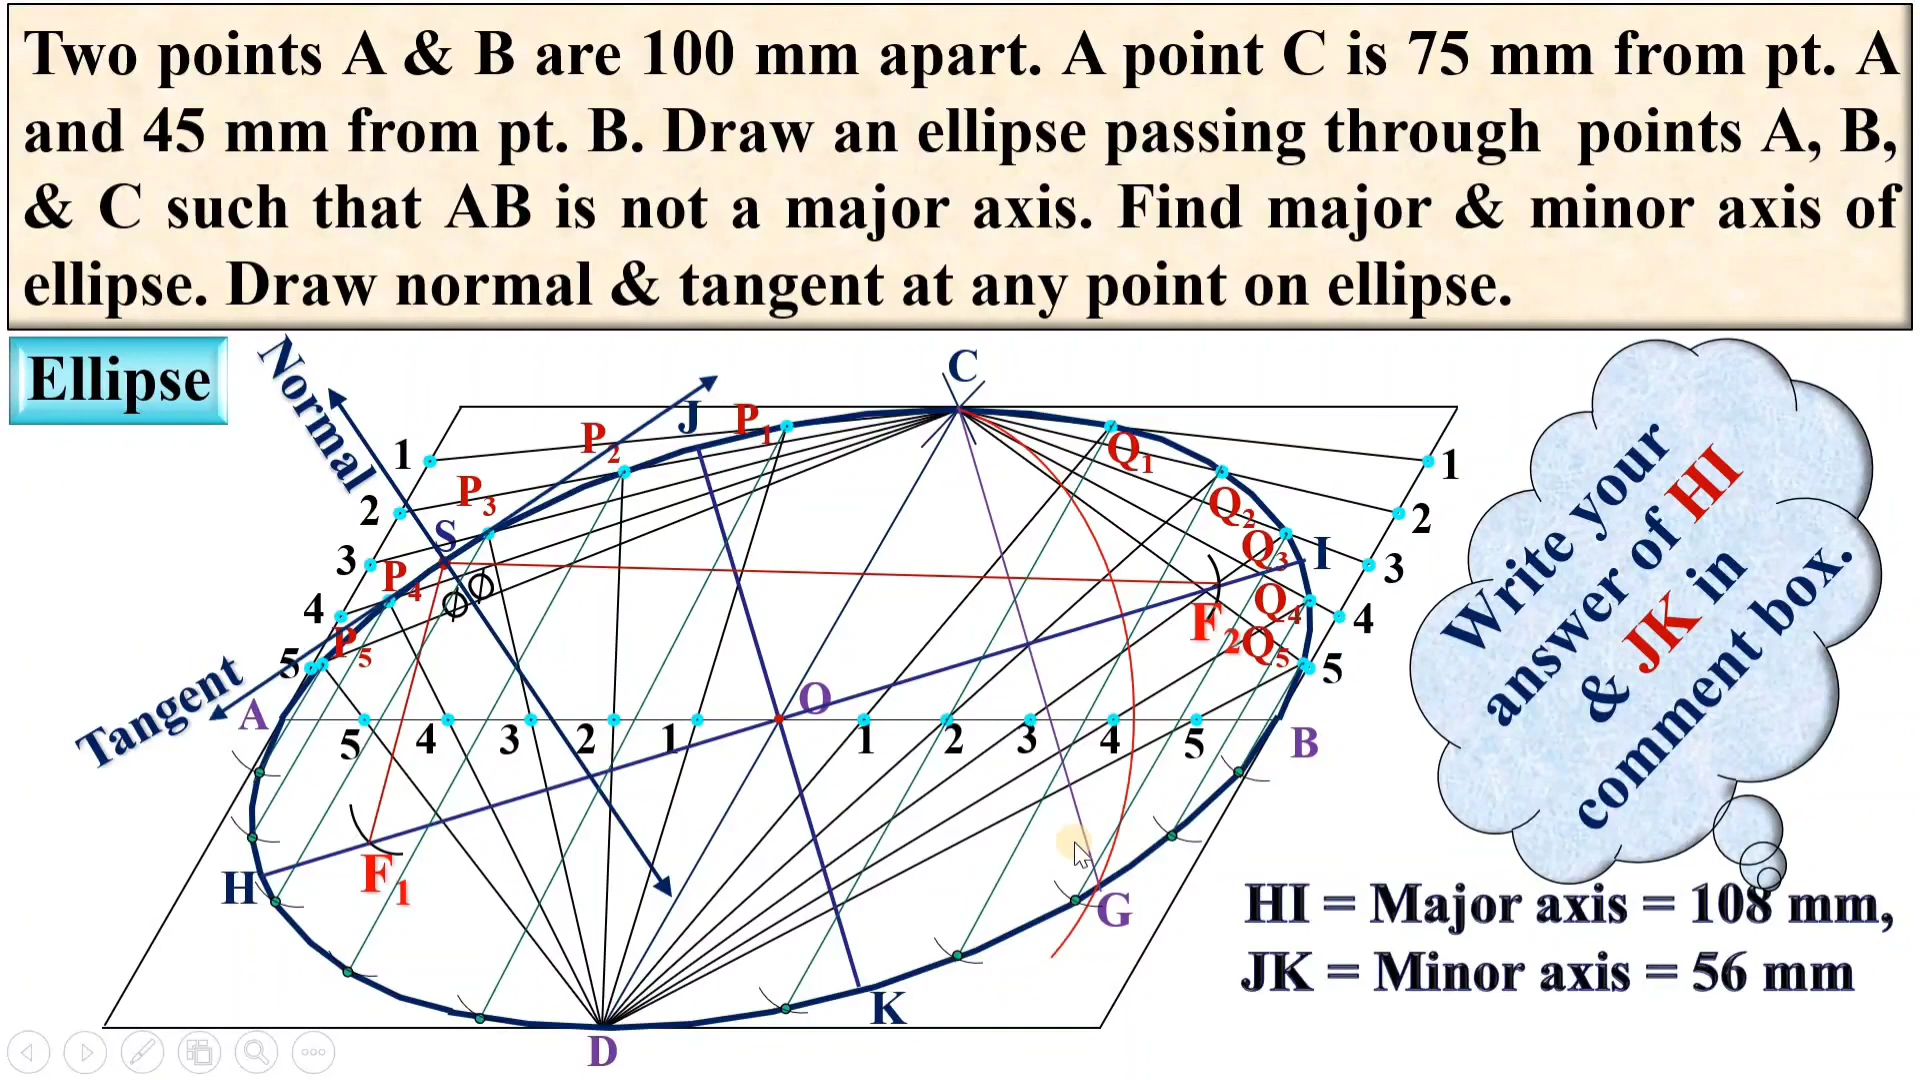 Two points A & B are 100 mm apart. A point C is 75 mm from pt. A
and 45 mm from pt. B. Draw an ellipse passing through points A, B,
& C such that AB is not a major axis. Find major & minor axis of
ellipse. Draw normal & tangent at any point on ellipse.
Ellipse
Normal
Tangent
C
J
P1
P2
P3
S
P4
P5
Q1
Q2
Q3
I
Q4
Q5
F2
1
2
3
4
5
1
2
3
4
5
Ø
Ø
A
O
B
5
4
3
2
1
1
2
3
4
5
H
F1
G
K
D
Write your
answer of HI
& JK in
comment box.
HI = Major axis = 108 mm,
JK = Minor axis = 56 mm